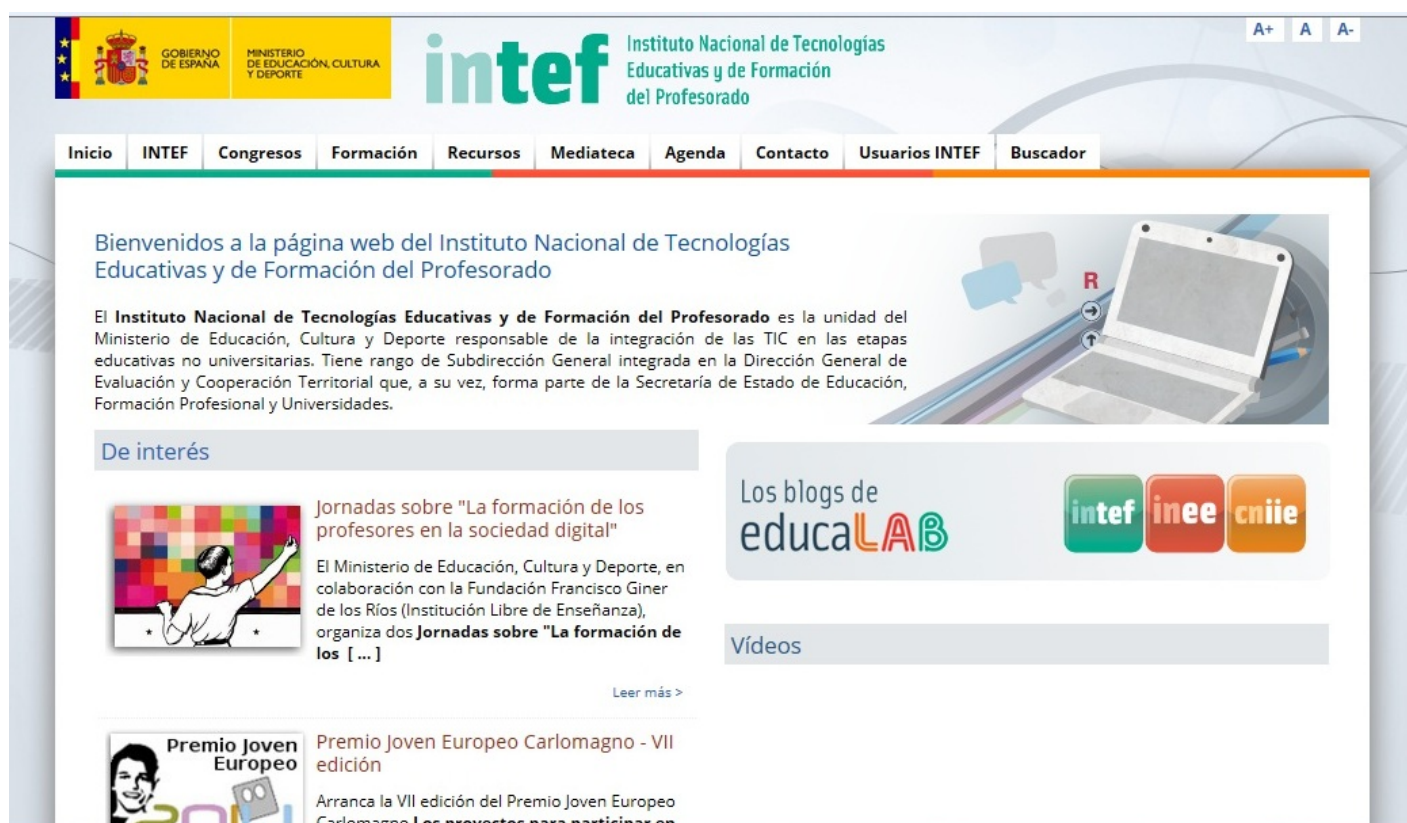 GOBIERNO
DE ESPAÑA
MINISTERIO
DE EDUCACIÓN, CULTURA
Y DEPORTE
intef
Instituto Nacional de Tecnologías
Educativas y de Formación
del Profesorado
A+ A A-
Inicio INTEF Congresos Formación Recursos Mediateca Agenda Contacto Usuarios INTEF Buscador
Bienvenidos a la página web del Instituto Nacional de Tecnologías
Educativas y de Formación del Profesorado
El Instituto Nacional de Tecnologías Educativas y de Formación del Profesorado es la unidad del
Ministerio de Educación, Cultura y Deporte responsable de la integración de las TIC en las etapas
educativas no universitarias. Tiene rango de Subdirección General integrada en la Dirección General de
Evaluación y Cooperación Territorial que, a su vez, forma parte de la Secretaría de Estado de Educación,
Formación Profesional y Universidades.
R
De interés
Jornadas sobre "La formación de los
profesores en la sociedad digital"
El Ministerio de Educación, Cultura y Deporte, en
colaboración con la Fundación Francisco Giner
de los Ríos (Institución Libre de Enseñanza),
organiza dos Jornadas sobre "La formación de
los [ ... ]
Leer más >
Premio Joven
Europeo
2014
Premio Joven Europeo Carlomagno - VII
edición
Arranca la VII edición del Premio Joven Europeo
Carlomagno Los proyectos para participar en
Los blogs de
educaLAB
intef inee cniie
Vídeos